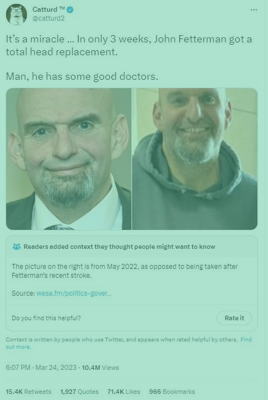 Catturd ™
@catturd2
It's a miracle ... In only 3 weeks, John Fetterman got a
total head replacement.
Man, he has some good doctors.
Readers added context they thought people might want to know
The picture on the right is from May 2022, as opposed to being taken after
Fetterman's recent stroke.
Source: wesa.fm/politics-gover...
Do you find this helpful?
Rate it
Context is written by people who use Twitter, and appears when rated helpful by others. Find
out more.
6:07 PM · Mar 24, 2023 · 10.4M Views
15.4K Retweets 1,927 Quotes 71.4K Likes 966 Bookmarks